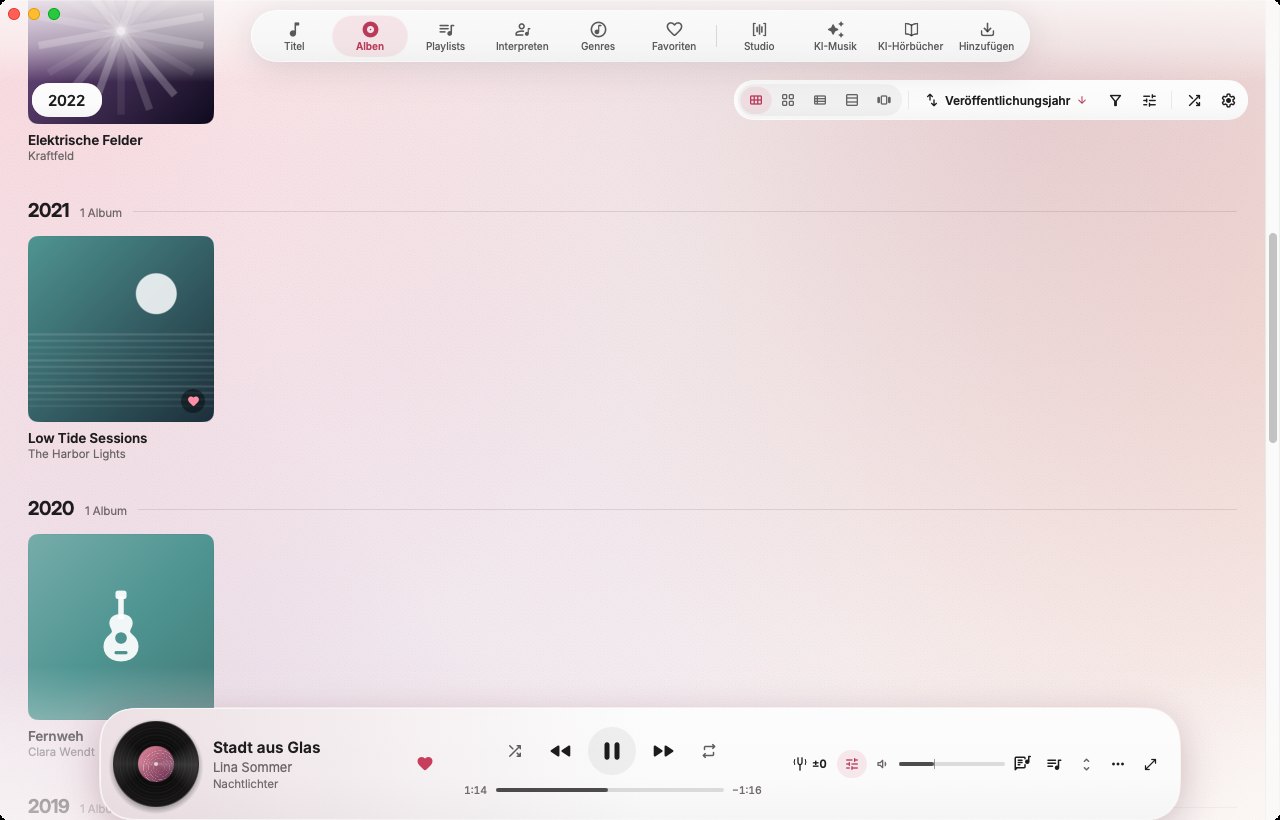 Titel
Alben
Playlists
Interpreten
Genres
Favoriten
Studio
KI-Musik
KI-Hörbücher
Hinzufügen
2022
Veröffentlichungsjahr
Elektrische Felder
Kraftfeld
2021 1 Album
Low Tide Sessions
The Harbor Lights
2020 1 Album
Fernweh
Clara Wendt
2019 1 Albu
Stadt aus Glas
Lina Sommer
Nachtlichter
1:14
−1:16
±0